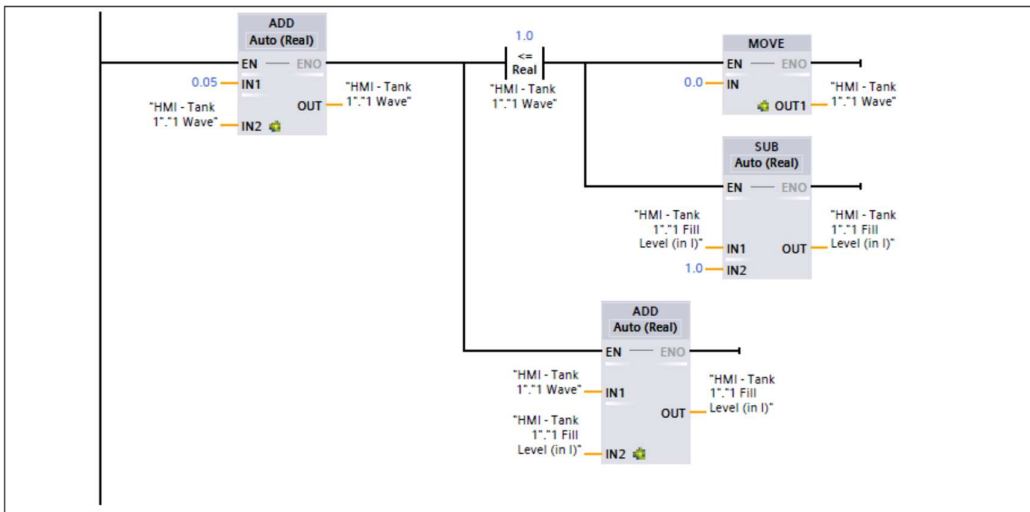 ADD
Auto (Real)
EN
ENO
0.05
IN1
"HMI - Tank
1"."1 Wave"
IN2
OUT
"HMI - Tank
1"."1 Wave"
1.0
<=
Real
"HMI - Tank
1"."1 Wave"
MOVE
EN
ENO
0.0
IN
OUT1
"HMI - Tank
1"."1 Wave"
SUB
Auto (Real)
EN
ENO
"HMI - Tank
1"."1 Fill
Level (in l)"
IN1
1.0
IN2
OUT
"HMI - Tank
1"."1 Fill
Level (in l)"
ADD
Auto (Real)
EN
ENO
"HMI - Tank
1"."1 Wave"
IN1
"HMI - Tank
1"."1 Fill
Level (in l)"
IN2
OUT
"HMI - Tank
1"."1 Fill
Level (in l)"